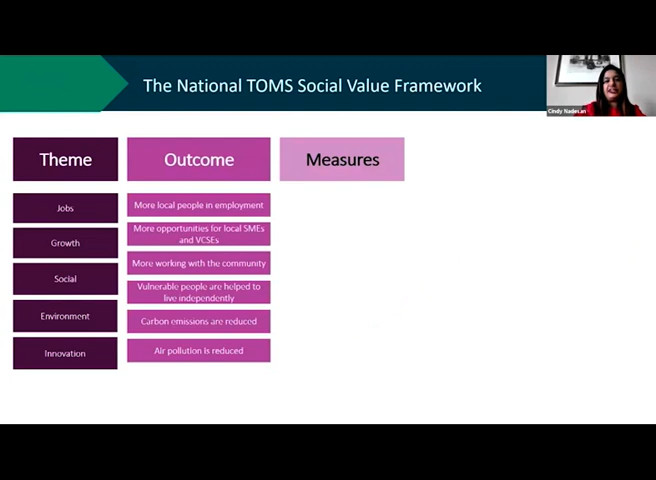 The National TOMS Social Value Framework
Cindy Nadesan
Theme
Outcome
Measures
Jobs
Growth
Social
Environment
Innovation
More local people in employment
More opportunities for local SMEs
and VCSEs
More working with the community
Vulnerable people are helped to
live independently
Carbon emissions are reduced
Air pollution is reduced